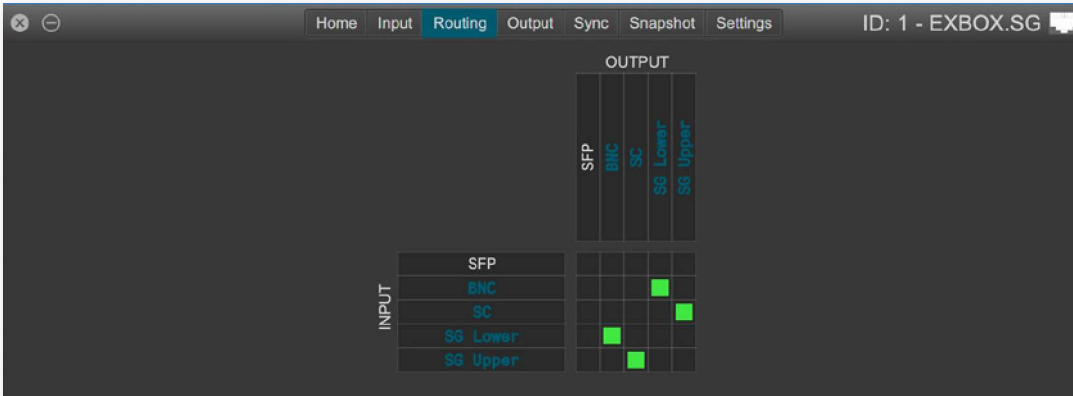 Home Input Routing Output Sync Snapshot Settings ID: 1 - EXBOX.SG
OUTPUT
SFP
BNC
SC
SG Lower
SG Upper
INPUT
SFP
BNC
SC
SG Lower
SG Upper